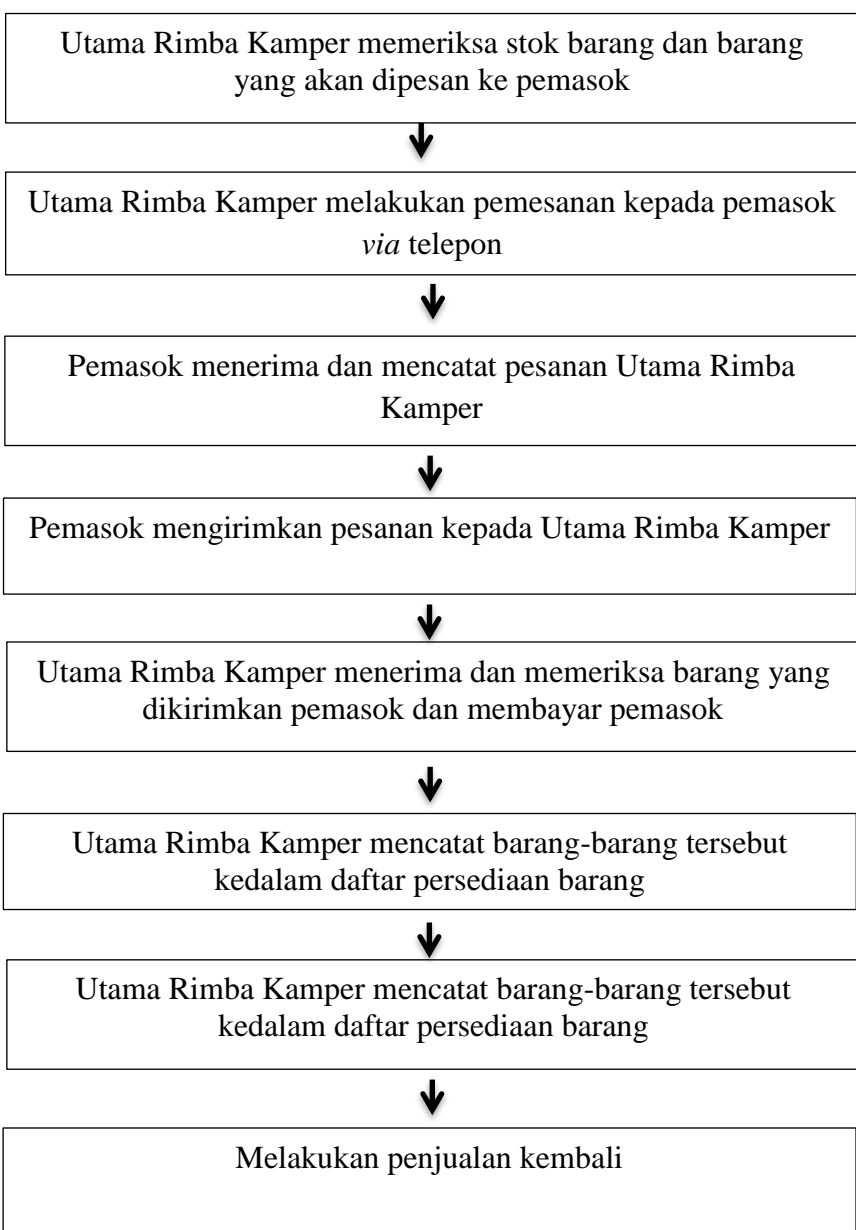 Utama Rimba Kamper memeriksa stok barang dan barang
yang akan dipesan ke pemasok
Utama Rimba Kamper melakukan pemesanan kepada pemasok
via telepon
Pemasok menerima dan mencatat pesanan Utama Rimba
Kamper
Pemasok mengirimkan pesanan kepada Utama Rimba Kamper
Utama Rimba Kamper menerima dan memeriksa barang yang
dikirimkan pemasok dan membayar pemasok
Utama Rimba Kamper mencatat barang-barang tersebut
kedalam daftar persediaan barang
Utama Rimba Kamper mencatat barang-barang tersebut
kedalam daftar persediaan barang
Melakukan penjualan kembali